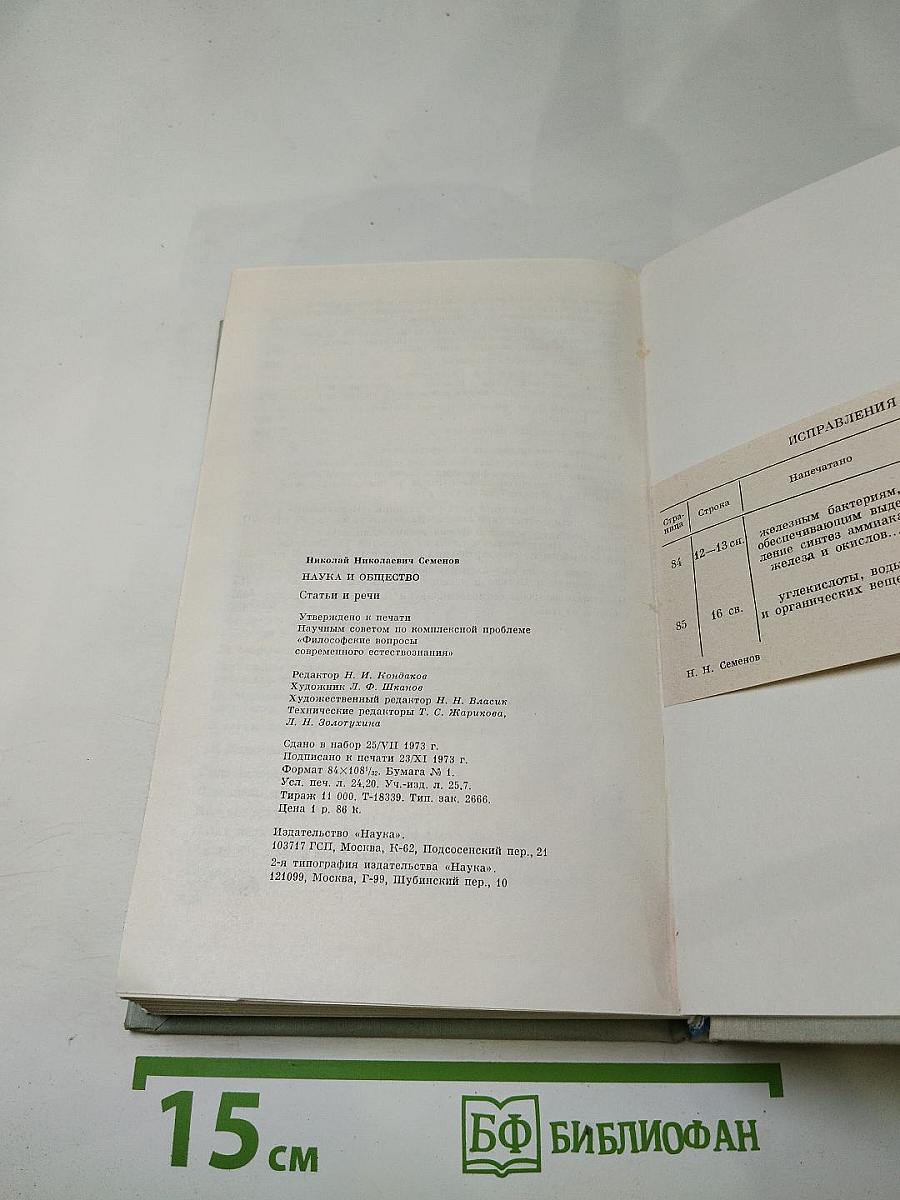 Николай Николаевич Семенов
НАУКА И ОБЩЕСТВО
Статьи и речи
Утверждено к печати
Научным советом по комплексной проблеме
«Философские вопросы
современного естествознания»
Редактор Н. И. Кондаков
Художник Л. Ф. Шканов
Художественный редактор Н. Н. Власик
Технические редакторы Т. С. Жарикова,
Л. Н. Золотухина
Сдано в набор 25/VII 1973 г.
Подписано к печати 23/XI 1973 г.
Формат 84×108¹/₃₂. Бумага № 1.
Усл. печ. л. 24,20. Уч.-изд. л. 25,7.
Тираж 11 000. Т-18339. Тип. зак. 2666.
Цена 1 р. 86 к.
Издательство «Наука».
103717 ГСП, Москва, К-62, Подсосенский пер., 21
2-я типография издательства «Наука».
121099, Москва, Г-99, Шубинский пер., 10
ИСПРАВЛЕНИЯ
Стра-
ница
Строка
Напечатано
84
12—13 сн.
железным бактериям,
обеспечивающим выде
ление синтез аммиака
железа и окислов...
85
16 св.
углекислоты, воды
и органических веще
Н. Н. Семенов
15 см
БФ БИБЛИОФАН